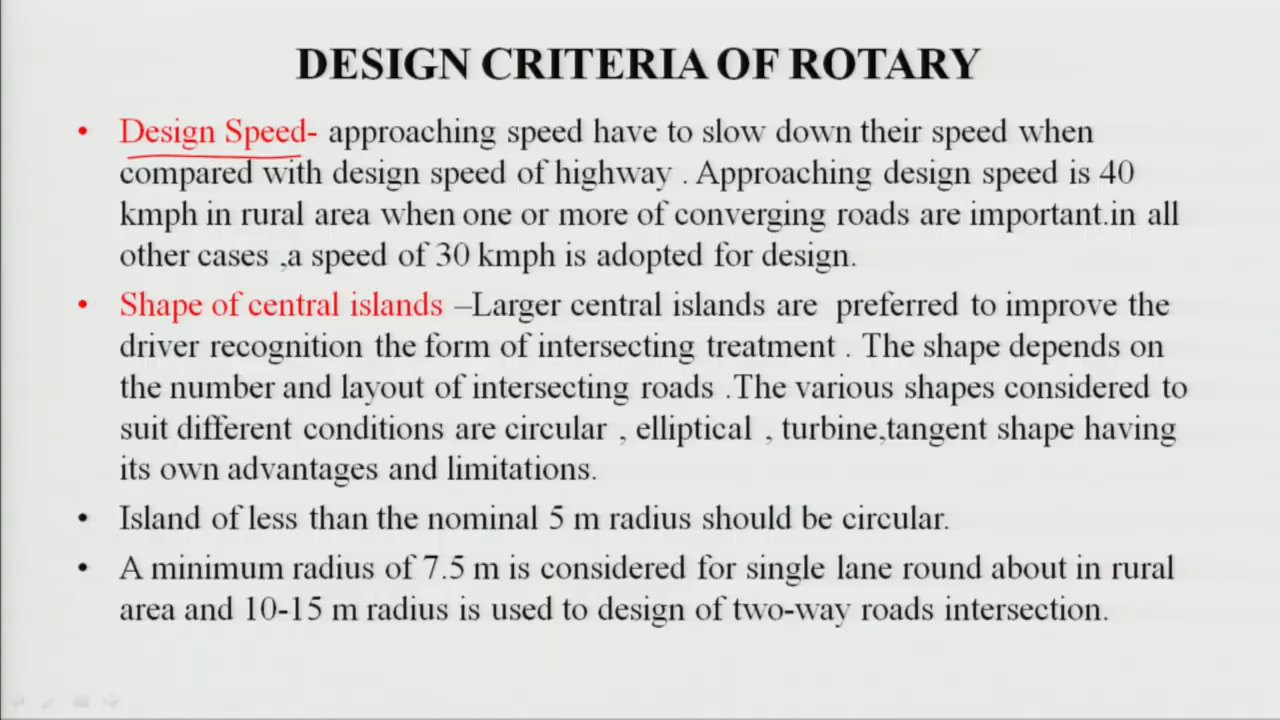 DESIGN CRITERIA OF ROTARY
• Design Speed- approaching speed have to slow down their speed when
compared with design speed of highway . Approaching design speed is 40
kmph in rural area when one or more of converging roads are important.in all
other cases ,a speed of 30 kmph is adopted for design.
• Shape of central islands –Larger central islands are preferred to improve the
driver recognition the form of intersecting treatment . The shape depends on
the number and layout of intersecting roads .The various shapes considered to
suit different conditions are circular , elliptical , turbine,tangent shape having
its own advantages and limitations.
• Island of less than the nominal 5 m radius should be circular.
• A minimum radius of 7.5 m is considered for single lane round about in rural
area and 10-15 m radius is used to design of two-way roads intersection.